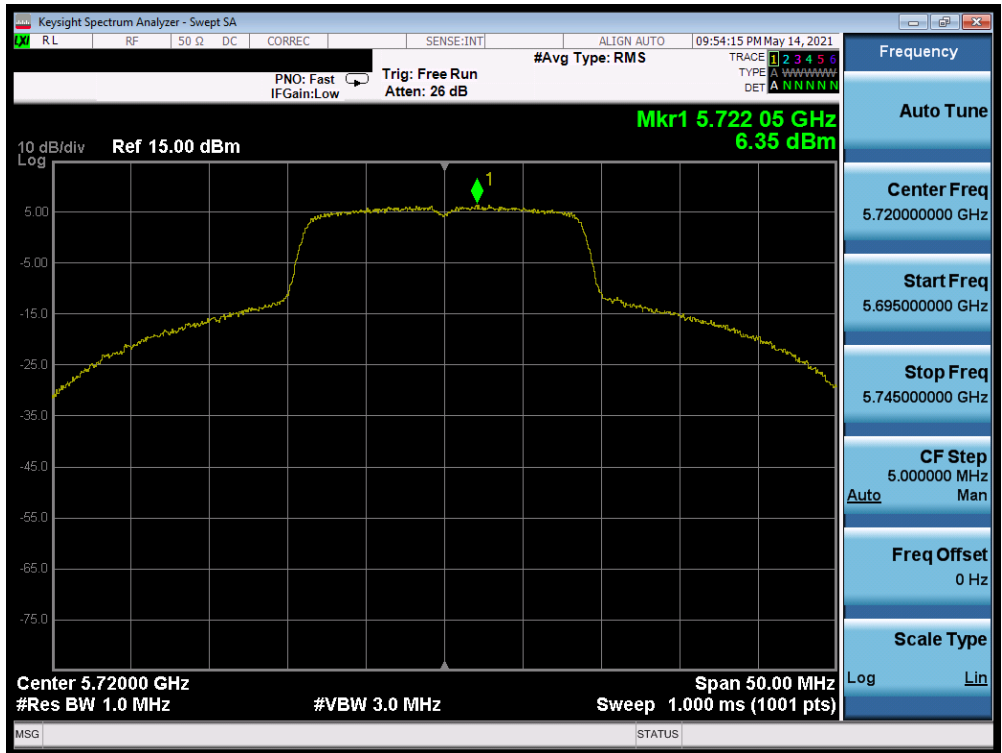 Keysight Spectrum Analyzer - Swept SA
LXI RL RF 50 Ω DC CORREC SENSE:INT ALIGN AUTO 09:54:15 PM May 14, 2021
#Avg Type: RMS TRACE 1 2 3 4 5 6
PNO: Fast Trig: Free Run TYPE A WWWWW
IFGain:Low Atten: 26 dB DET A N N N N N
Mkr1 5.722 05 GHz
6.35 dBm
10 dB/div Ref 15.00 dBm
Log
1
5.00
-5.00
-15.0
-25.0
-35.0
-45.0
-55.0
-65.0
-75.0
Center 5.72000 GHz Span 50.00 MHz
#Res BW 1.0 MHz #VBW 3.0 MHz Sweep 1.000 ms (1001 pts)
MSG STATUS
Frequency
Auto Tune
Center Freq
5.720000000 GHz
Start Freq
5.695000000 GHz
Stop Freq
5.745000000 GHz
CF Step
5.000000 MHz
Auto Man
Freq Offset
0 Hz
Scale Type
Log Lin